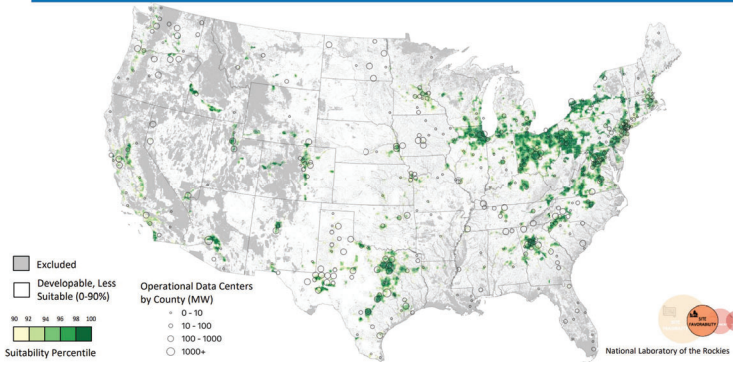 Excluded
Developable, Less
Suitable (0-90%)
90 92 94 96 98 100
Suitability Percentile
Operational Data Centers
by County (MW)
0 - 10
10 - 100
100 - 1000
1000+
SITE
FAVORABILITY
National Laboratory of the Rockies